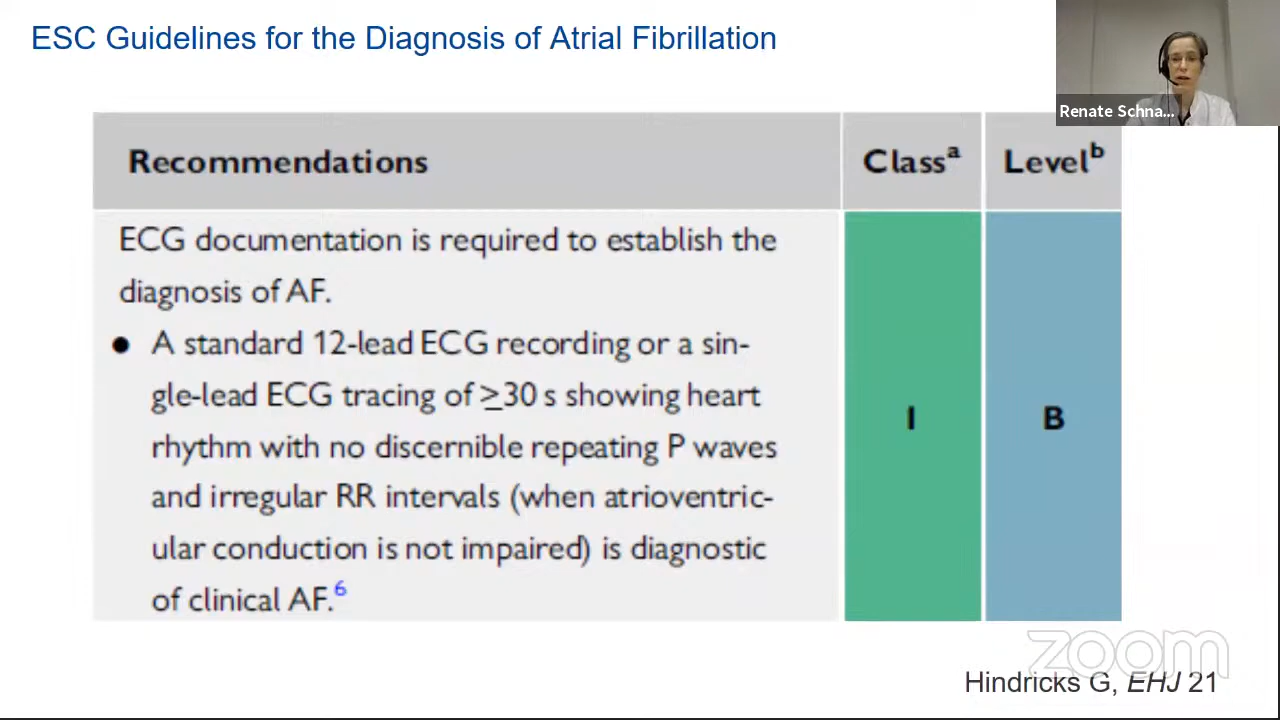 ESC Guidelines for the Diagnosis of Atrial Fibrillation
Renate Schna...
Recommendations Classᵃ Levelᵇ
ECG documentation is required to establish the
diagnosis of AF.
● A standard 12-lead ECG recording or a sin-
gle-lead ECG tracing of ≥30 s showing heart
rhythm with no discernible repeating P waves
and irregular RR intervals (when atrioventric-
ular conduction is not impaired) is diagnostic
of clinical AF.⁶
I B
zoom
Hindricks G, EHJ 21